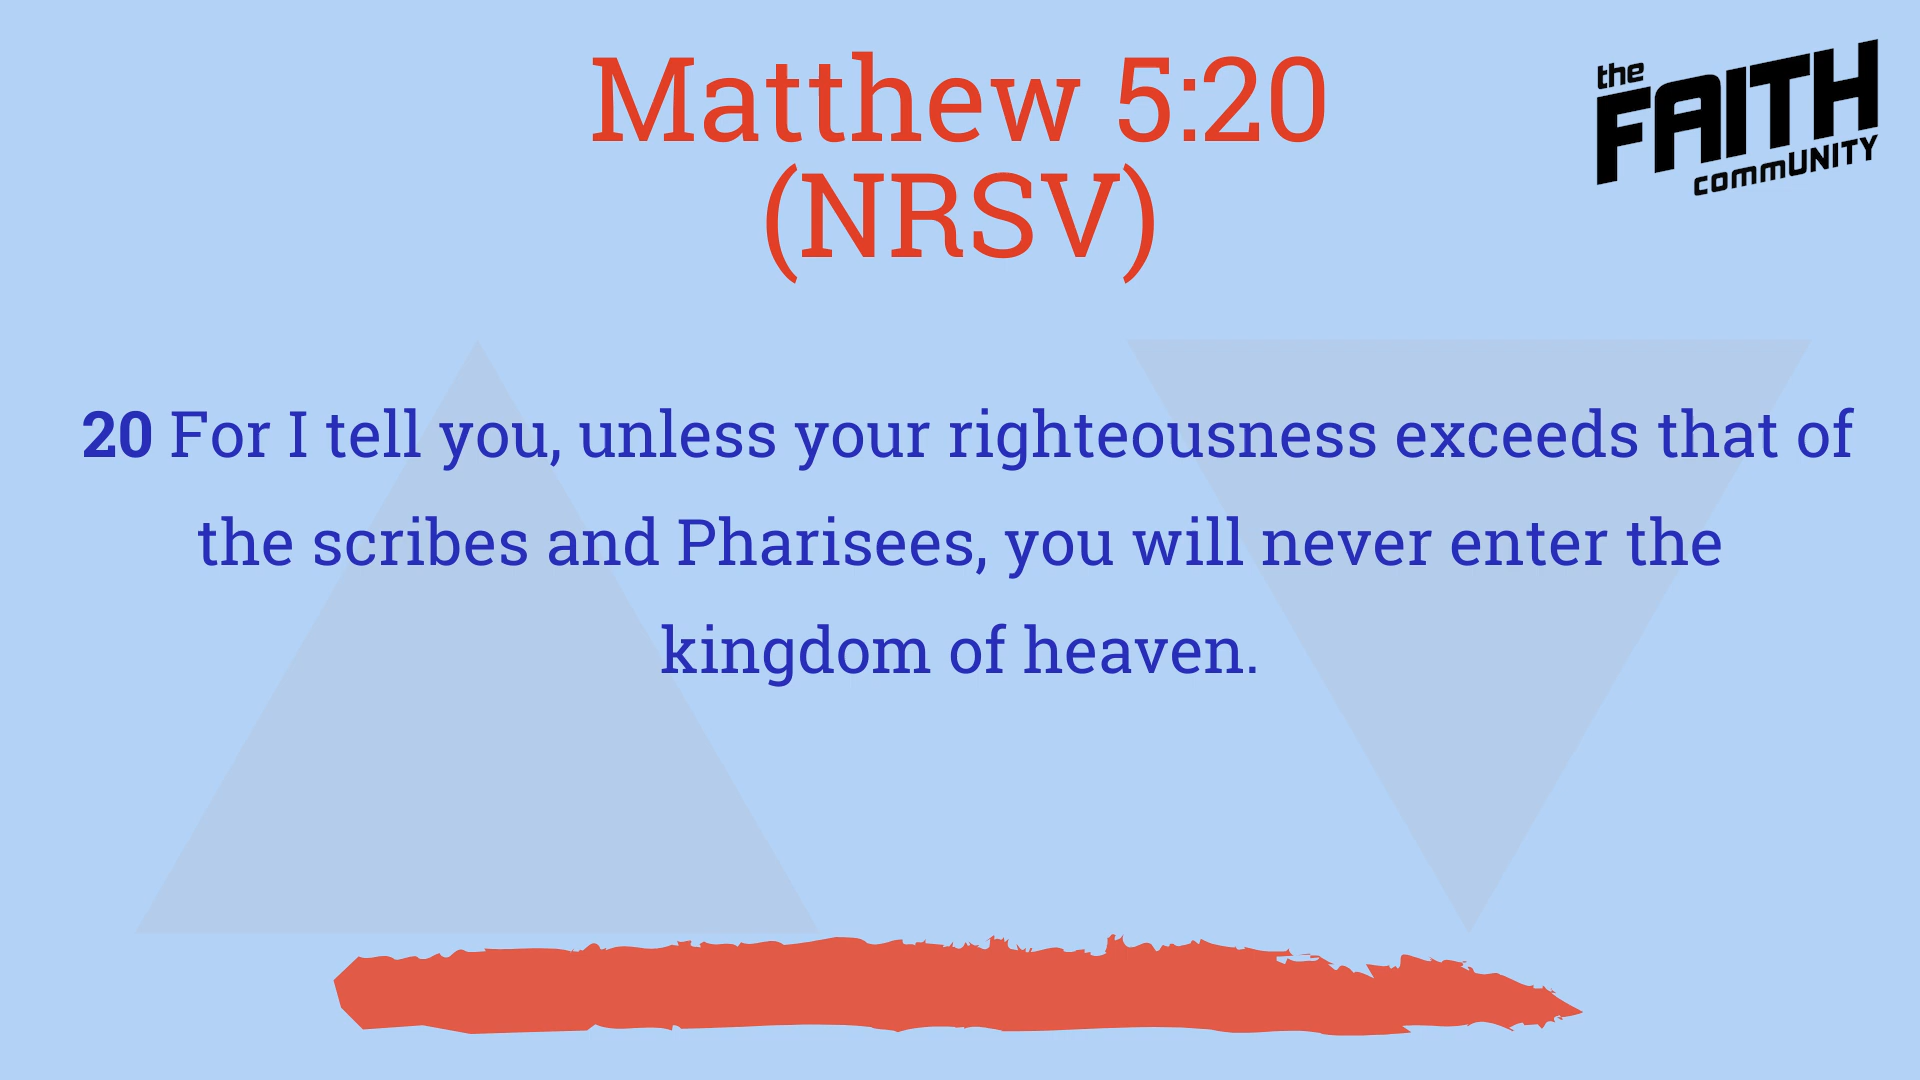 Matthew 5:20
(NRSV)
the
FAITH
commUNITY
20 For I tell you, unless your righteousness exceeds that of
the scribes and Pharisees, you will never enter the
kingdom of heaven.